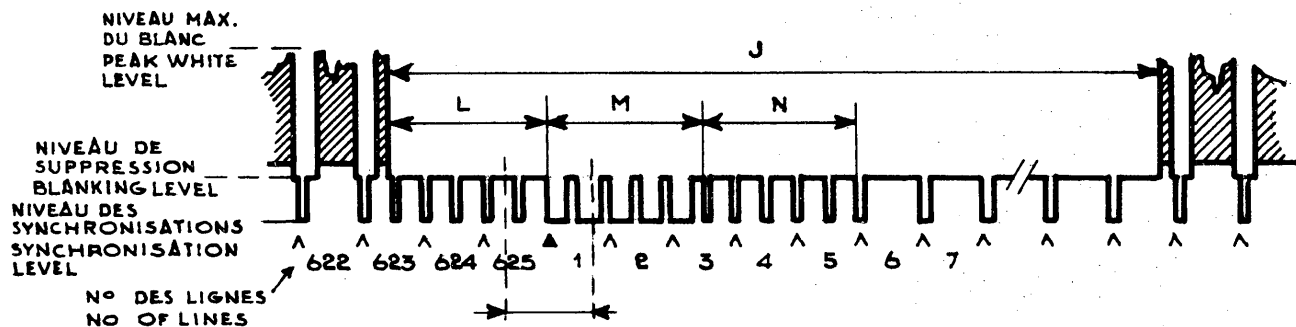 NIVEAU MAX.
DU BLANC
PEAK WHITE
LEVEL
J
L M N
NIVEAU DE
SUPPRESSION
BLANKING LEVEL
NIVEAU DES
SYNCHRONISATIONS
SYNCHRONISATION
LEVEL
622 623 624 625 1 2 3 4 5 6 7
Nº DES LIGNES
NO OF LINES